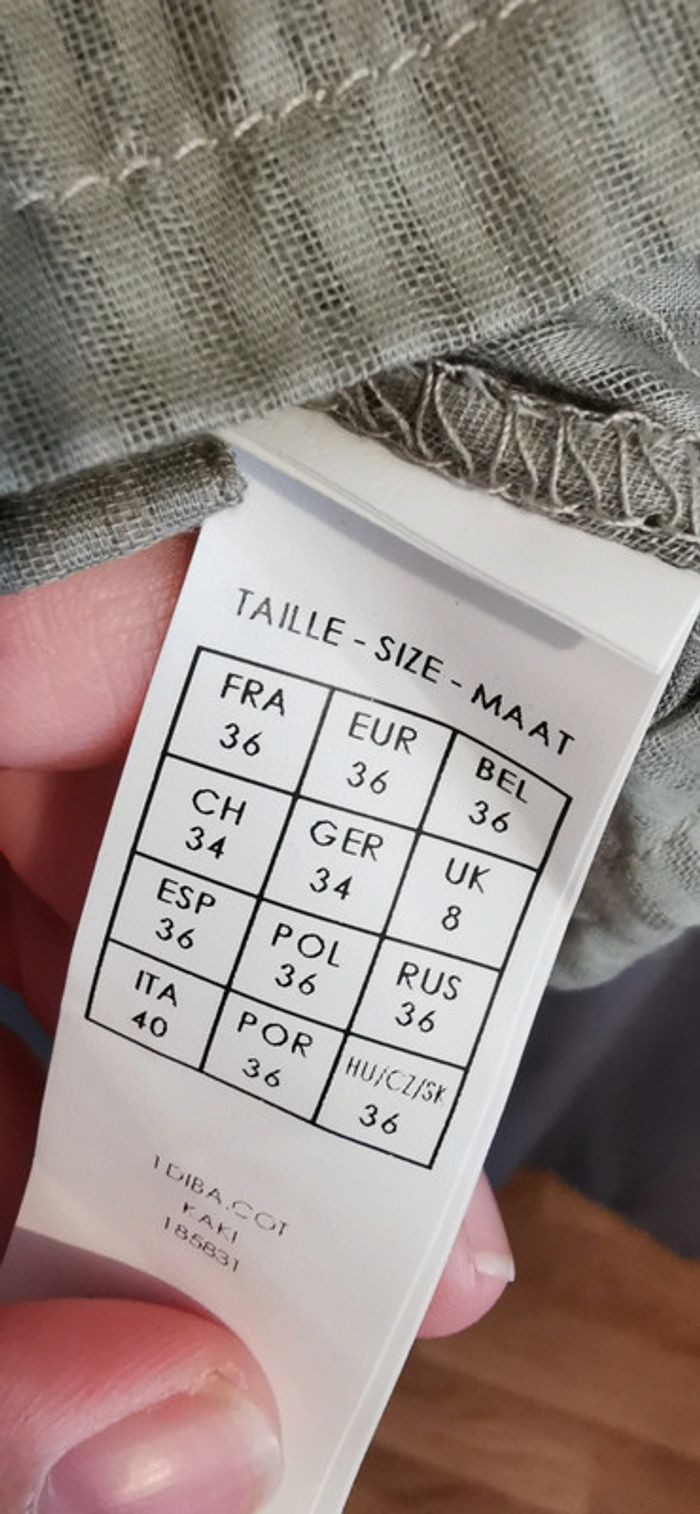 TAILLE - SIZE - MAAT
FRA EUR BEL
36 36 36
CH GER UK
34 34 8
ESP POL RUS
36 36 36
ITA POR HU/CZ/SK
40 36 36
1DIBA.COT
KAKI
185831